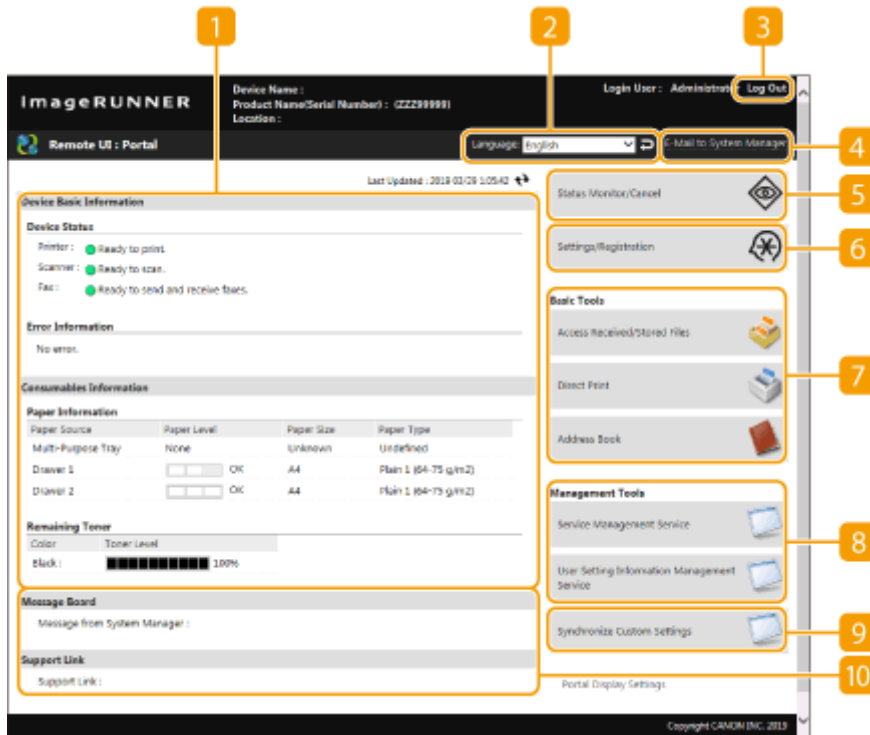 1
2
3
imageRUNNER
Device Name :
Product Name(Serial Number) : (ZZZ99999)
Location :
Login User : Administrator Log Out
Remote UI : Portal
Language: English
E-Mail to System Manager
4
Last Updated : 2019 03/29 1:05:42
Device Basic Information
Device Status
Printer : Ready to print.
Scanner : Ready to scan.
Fax : Ready to send and receive faxes.
Error Information
No error.
Consumables Information
Paper Information
Paper Source Paper Level Paper Size Paper Type
Multi-Purpose Tray None Unknown Undefined
Drawer 1 OK A4 Plain 1 (64-75 g/m2)
Drawer 2 OK A4 Plain 1 (64-75 g/m2)
Remaining Toner
Color Toner Level
Black : 100%
Message Board
Message from System Manager :
Support Link
Support Link :
Status Monitor/Cancel
5
Settings/Registration
6
Basic Tools
Access Received/Stored Files
Direct Print
7
Address Book
Management Tools
Service Management Service
8
User Setting Information Management
Service
Synchronize Custom Settings
9
10
Portal Display Settings
Copyright CANON INC. 2019